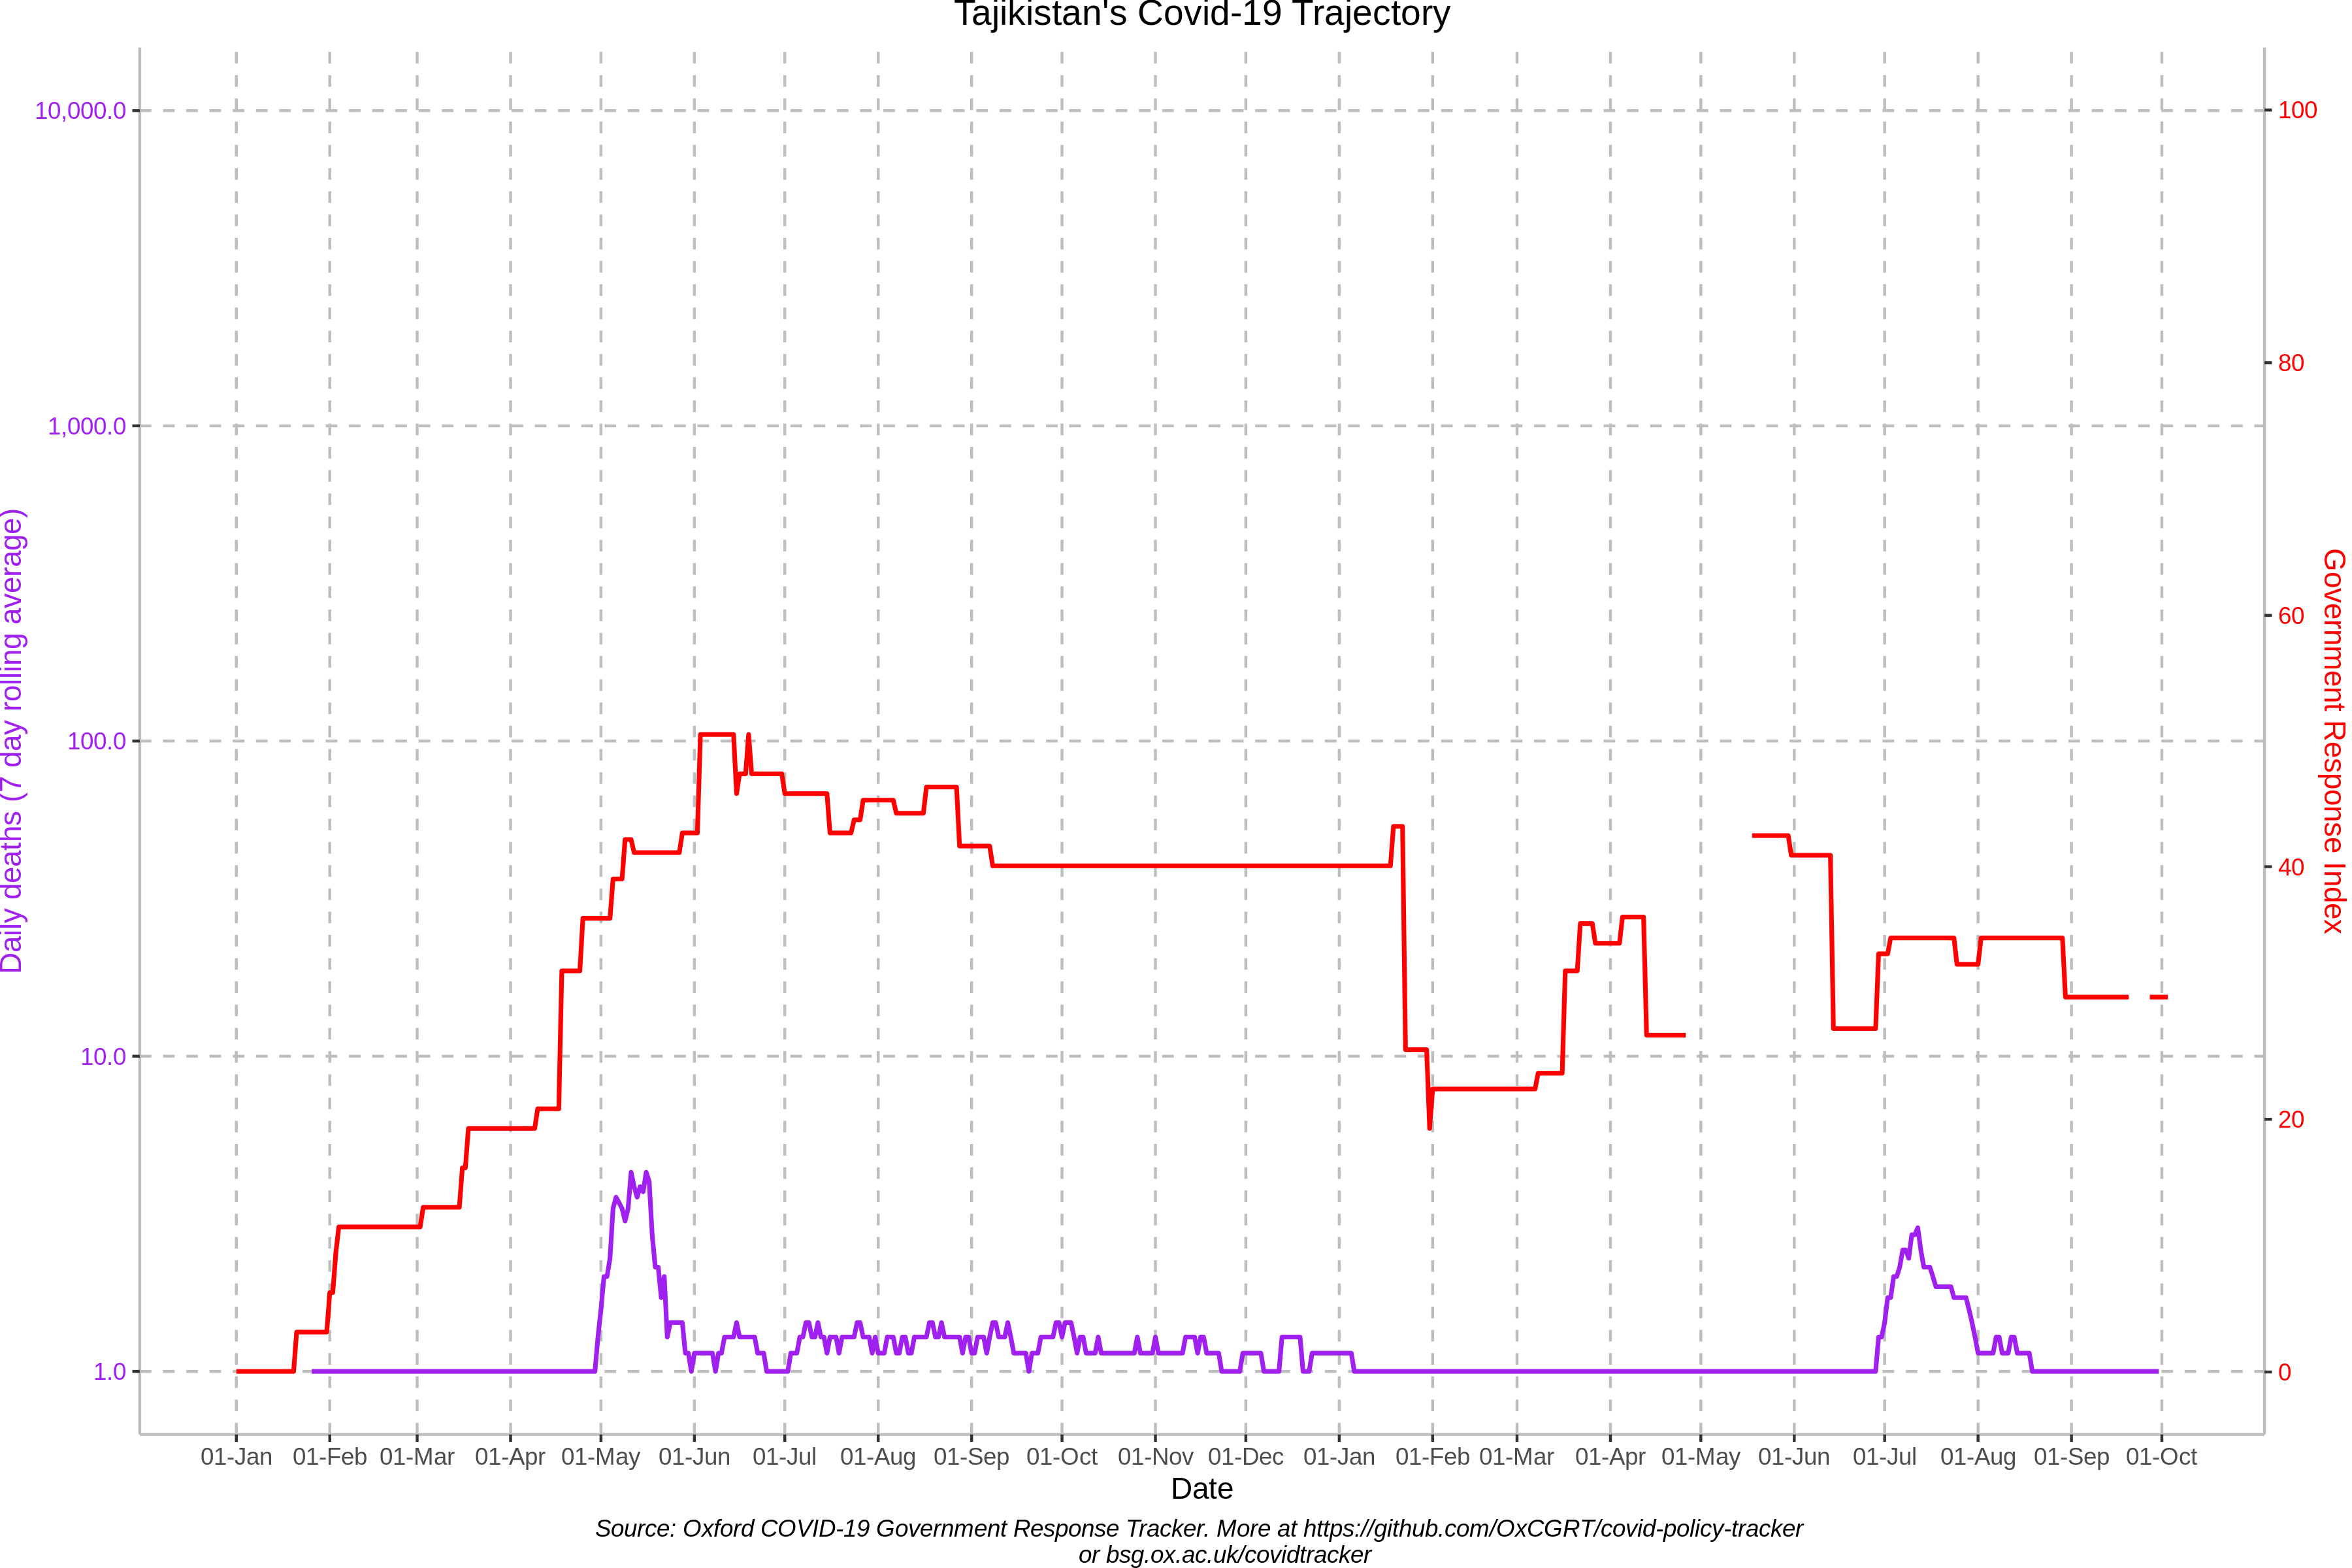 Tajikistan's Covid-19 Trajectory
10,000.0
1,000.0
100.0
10.0
1.0
Daily deaths (7 day rolling average)
100
80
60
40
20
0
Government Response Index
01-Jan 01-Feb 01-Mar 01-Apr 01-May 01-Jun 01-Jul 01-Aug 01-Sep 01-Oct 01-Nov 01-Dec 01-Jan 01-Feb 01-Mar 01-Apr 01-May 01-Jun 01-Jul 01-Aug 01-Sep 01-Oct
Date
Source: Oxford COVID-19 Government Response Tracker. More at https://github.com/OxCGRT/covid-policy-tracker
or bsg.ox.ac.uk/covidtracker